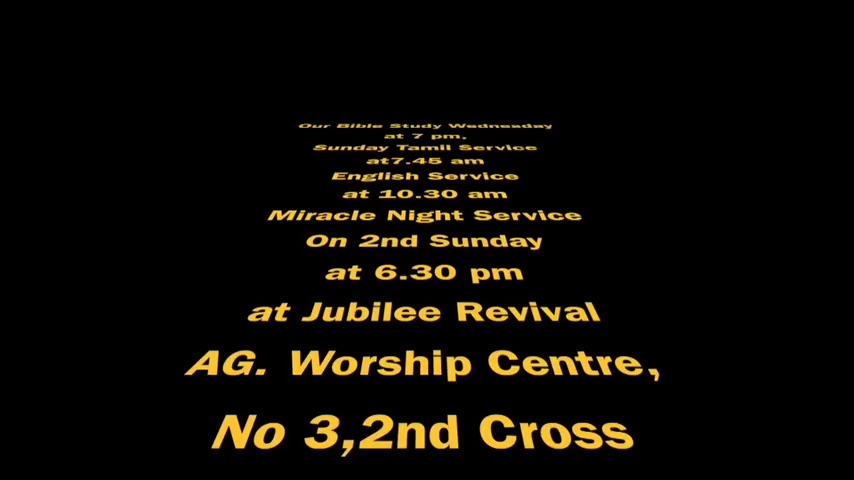 Our Bible Study Wednesday
at 7 pm,
Sunday Tamil Service
at7.45 am
English Service
at 10.30 am
Miracle Night Service
On 2nd Sunday
at 6.30 pm
at Jubilee Revival
AG. Worship Centre,
No 3,2nd Cross